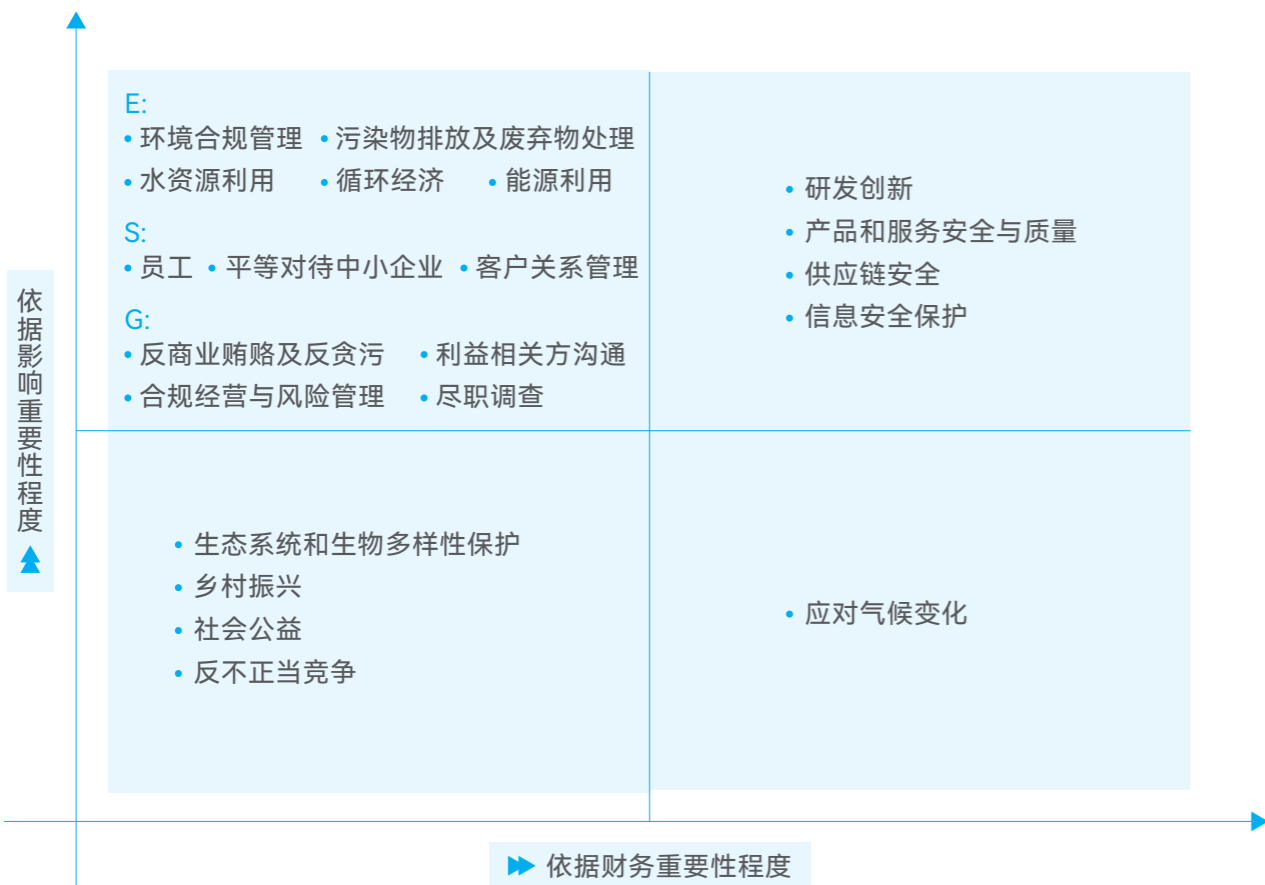 E:
• 环境合规管理 • 污染物排放及废弃物处理
• 水资源利用 • 循环经济 • 能源利用
S:
• 员工 • 平等对待中小企业 • 客户关系管理
G:
• 反商业贿赂及反贪污 • 利益相关方沟通
• 合规经营与风险管理 • 尽职调查
• 研发创新
• 产品和服务安全与质量
• 供应链安全
• 信息安全保护
依据影响重要性程度
• 生态系统和生物多样性保护
• 乡村振兴
• 社会公益
• 反不正当竞争
• 应对气候变化
依据财务重要性程度